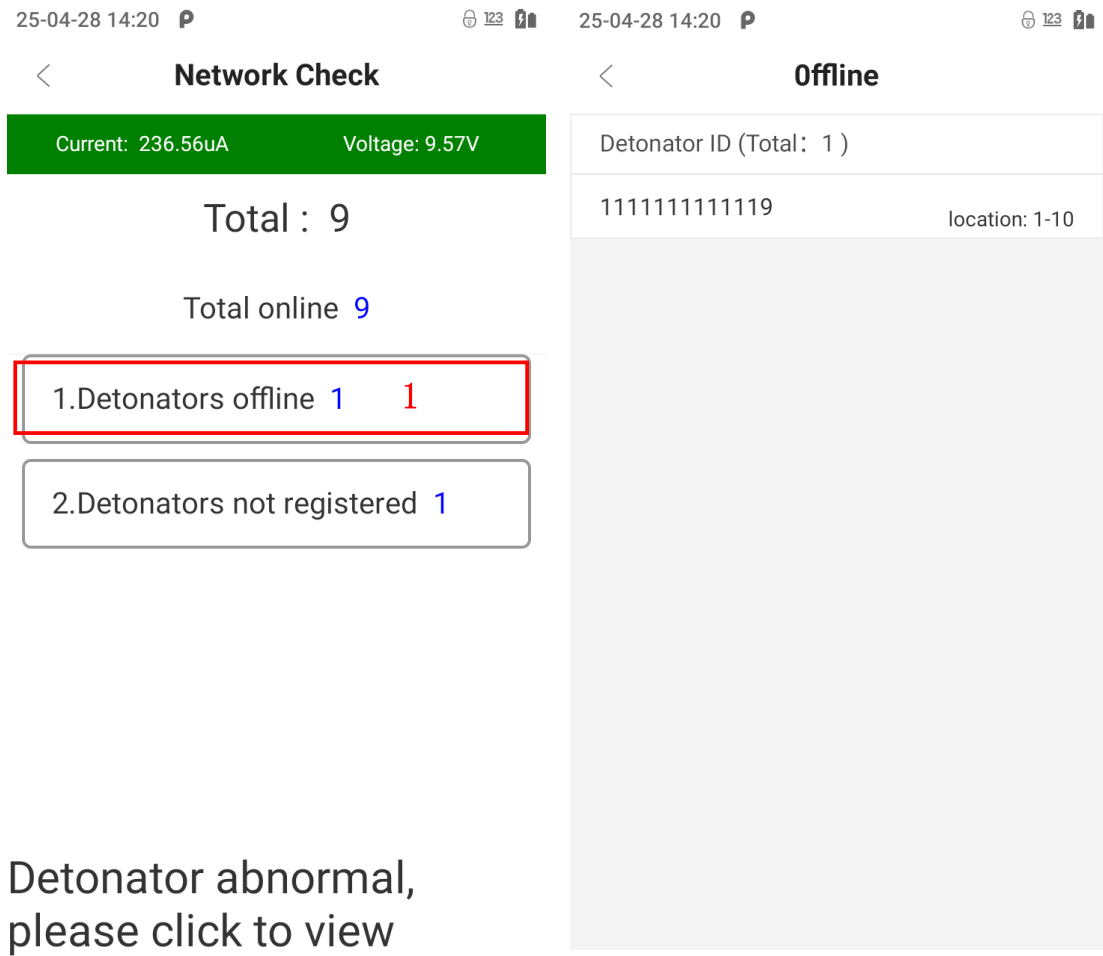 25-04-28 14:20 P 123
Network Check
Current: 236.56uA Voltage: 9.57V
Total : 9
Total online 9
1.Detonators offline 1 1
2.Detonators not registered 1
Detonator abnormal,
please click to view
25-04-28 14:20 P 123
0ffline
Detonator ID (Total：1 )
1111111111119
location: 1-10